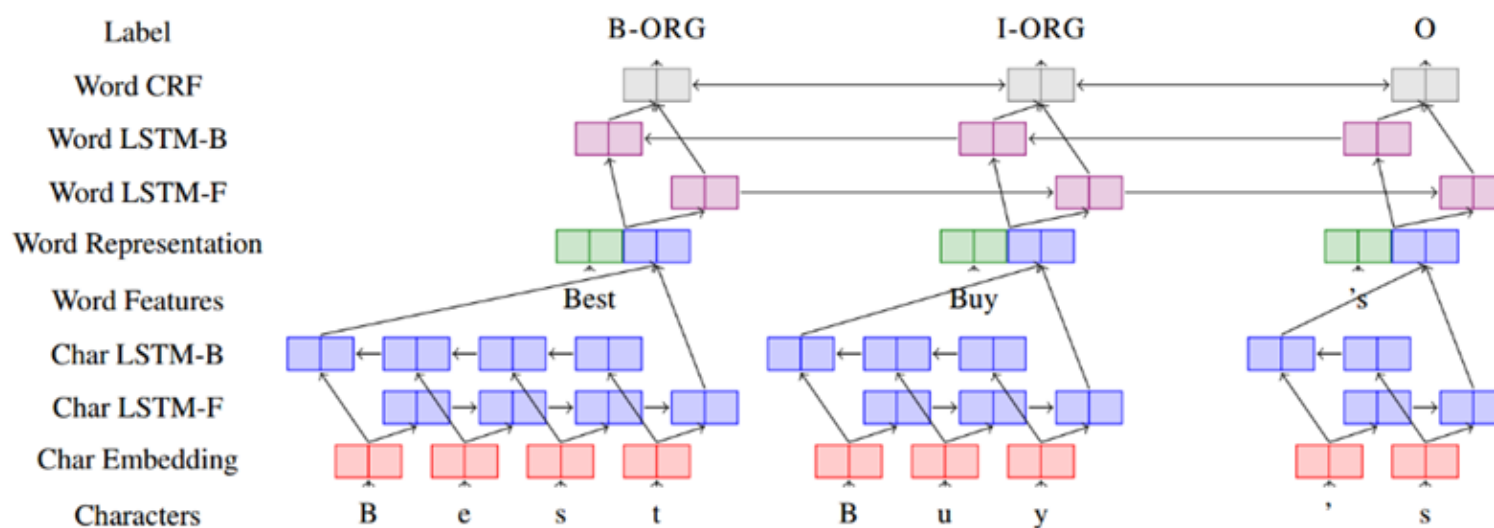 Label B-ORG I-ORG O
Word CRF
Word LSTM-B
Word LSTM-F
Word Representation
Word Features Best Buy 's
Char LSTM-B
Char LSTM-F
Char Embedding
Characters B e s t B u y ' s